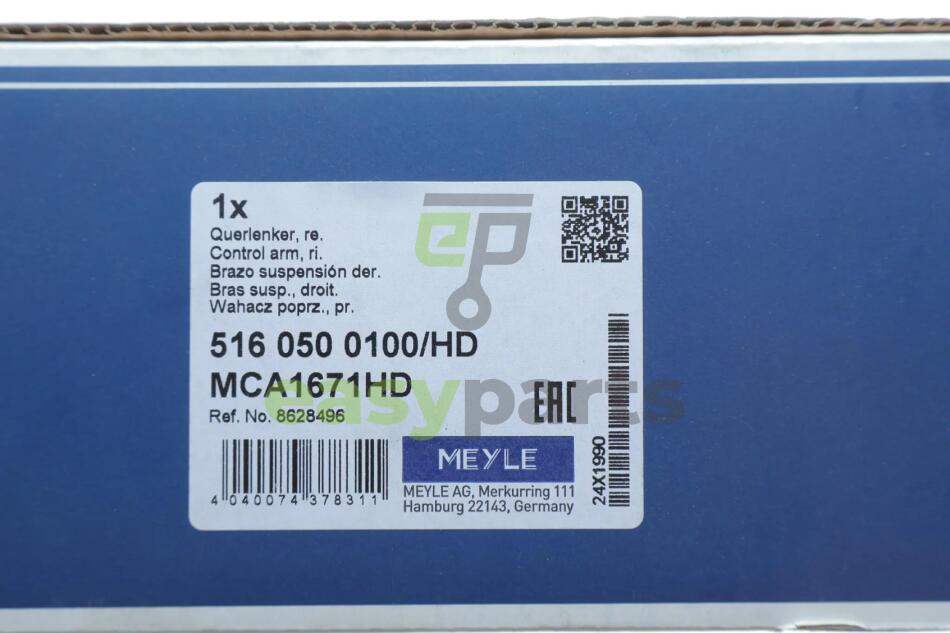 1x
Querlenker, re.
Control arm, ri.
Brazo suspensión der.
Bras susp., droit.
Wahacz poprz., pr.
516 050 0100/HD
MCA1671HD
Ref. No. 8628496
EAC
4 040074 378311
MEYLE
MEYLE AG, Merkurring 111
Hamburg 22143, Germany
24X1990
ep
easyparts